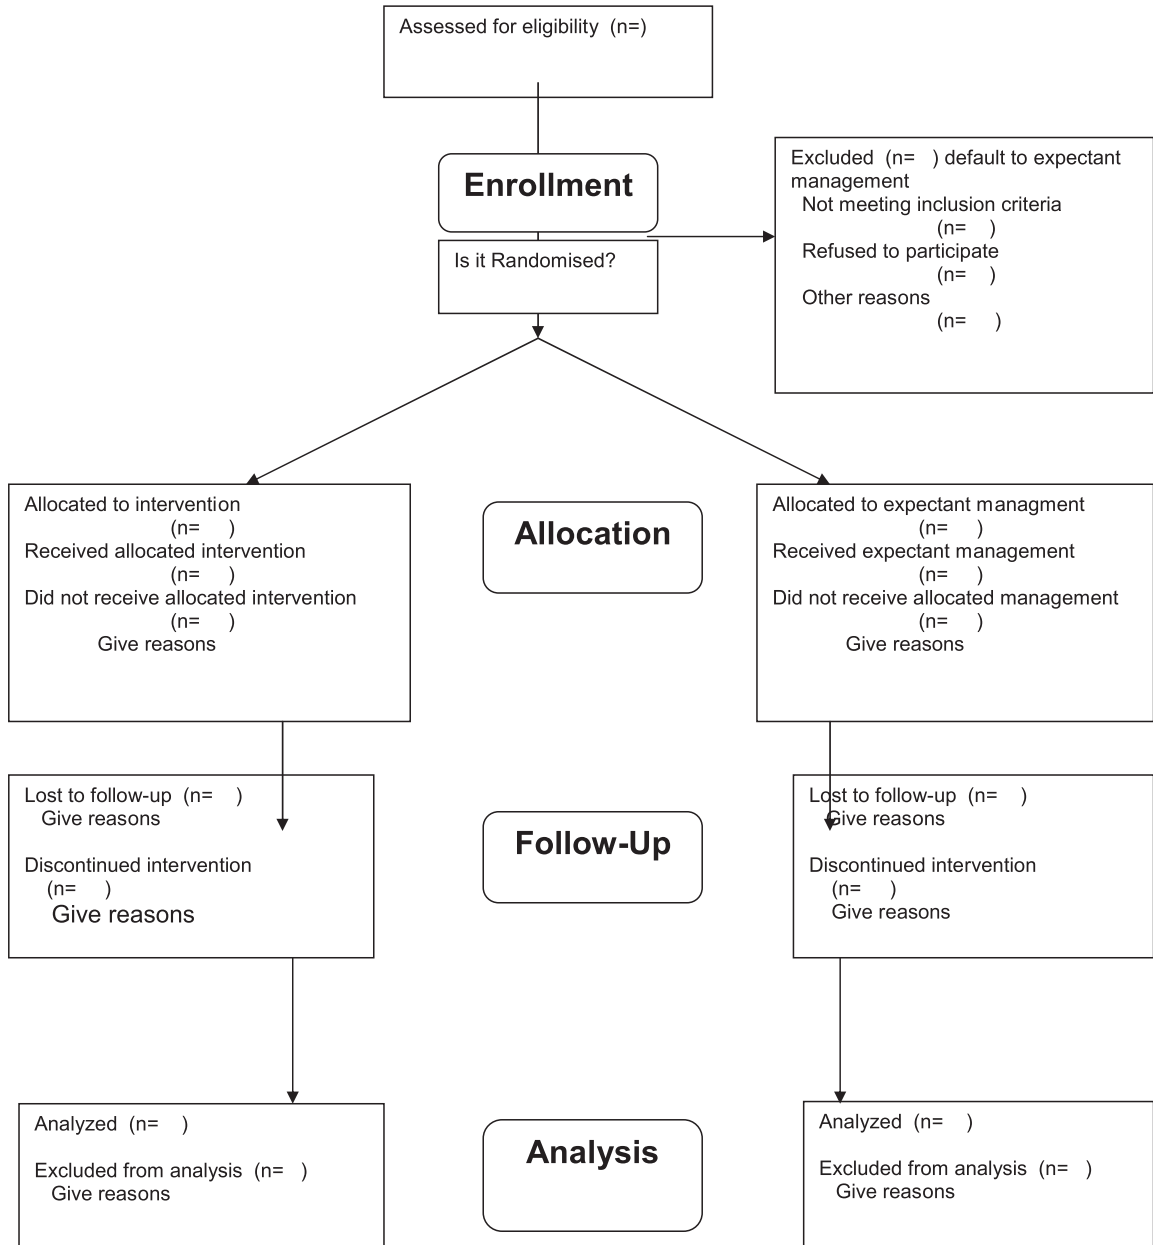 Assessed for eligibility (n=)
Enrollment
Excluded (n= ) default to expectant
management
Not meeting inclusion criteria
(n= )
Refused to participate
(n= )
Other reasons
(n= )
Is it Randomised?
Allocated to intervention
(n= )
Received allocated intervention
(n= )
Did not receive allocated intervention
(n= )
Give reasons
Allocation
Allocated to expectant managment
(n= )
Received expectant management
(n= )
Did not receive allocated management
(n= )
Give reasons
Lost to follow-up (n= )
Give reasons
Discontinued intervention
(n= )
Give reasons
Follow-Up
Lost to follow-up (n= )
Give reasons
Discontinued intervention
(n= )
Give reasons
Analyzed (n= )
Excluded from analysis (n= )
Give reasons
Analysis
Analyzed (n= )
Excluded from analysis (n= )
Give reasons